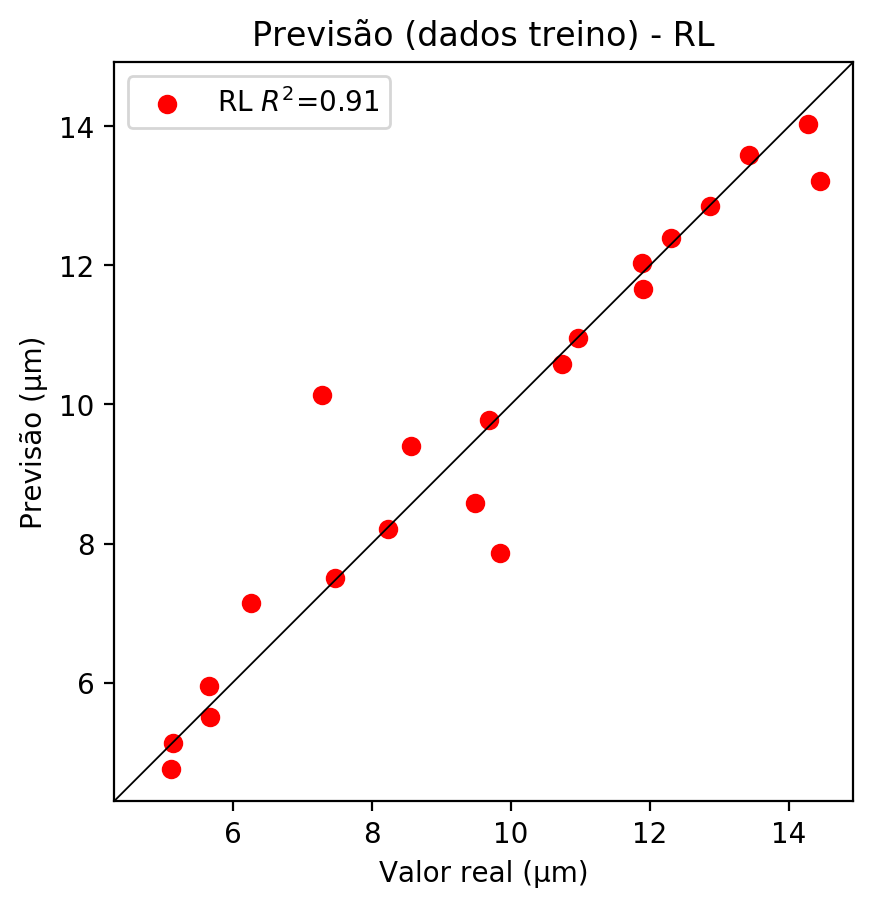 Previsão (dados treino) - RL
RL R²=0.91
14
12
10
8
6
Previsão (µm)
6 8 10 12 14
Valor real (µm)